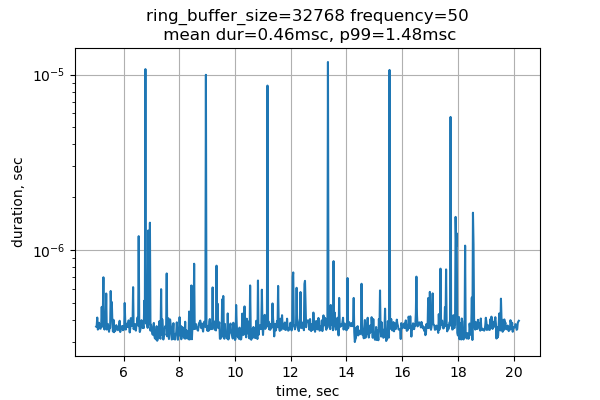 ring_buffer_size=32768 frequency=50
mean dur=0.46msc, p99=1.48msc
10⁻⁵
10⁻⁶
duration, sec
6 8 10 12 14 16 18 20
time, sec